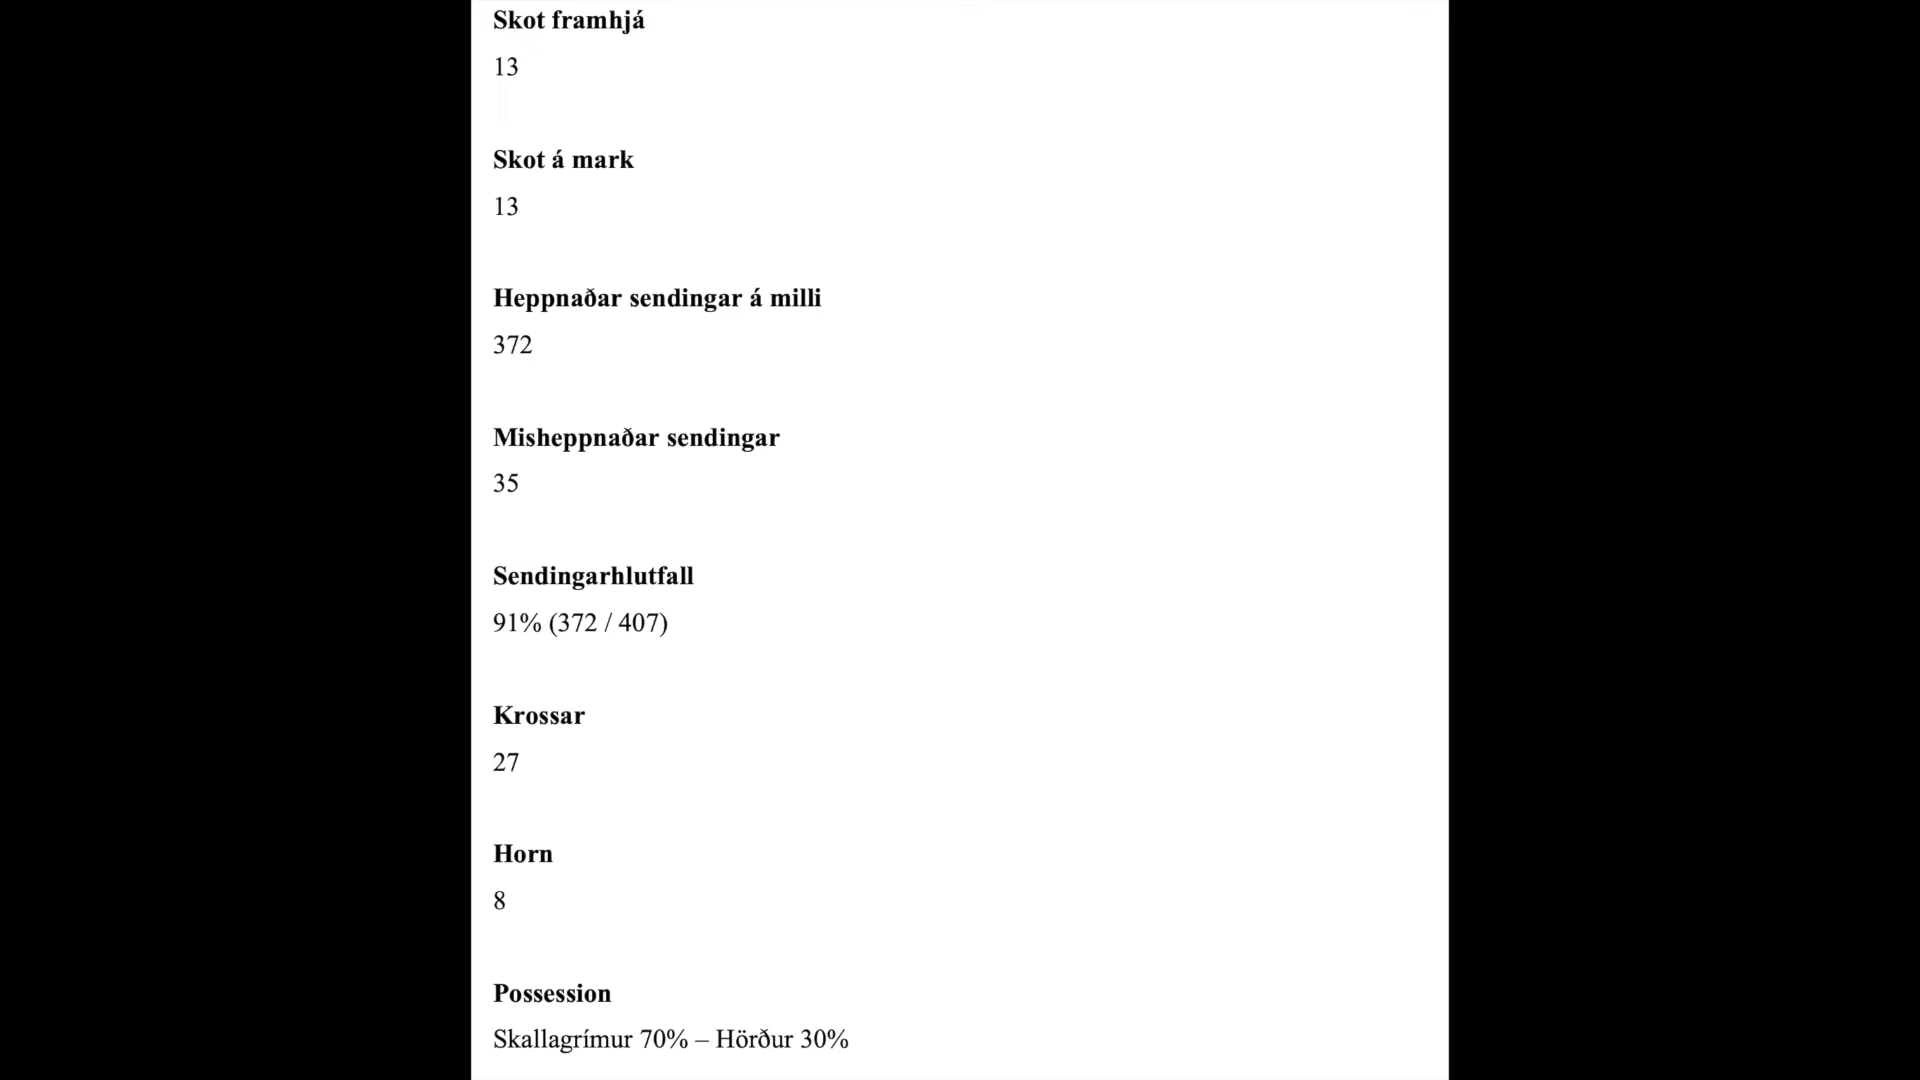 Skot framhjá
13
Skot á mark
13
Heppnaðar sendingar á milli
372
Misheppnaðar sendingar
35
Sendingarhlutfall
91% (372 / 407)
Krossar
27
Horn
8
Possession
Skallagrímur 70% – Hörður 30%